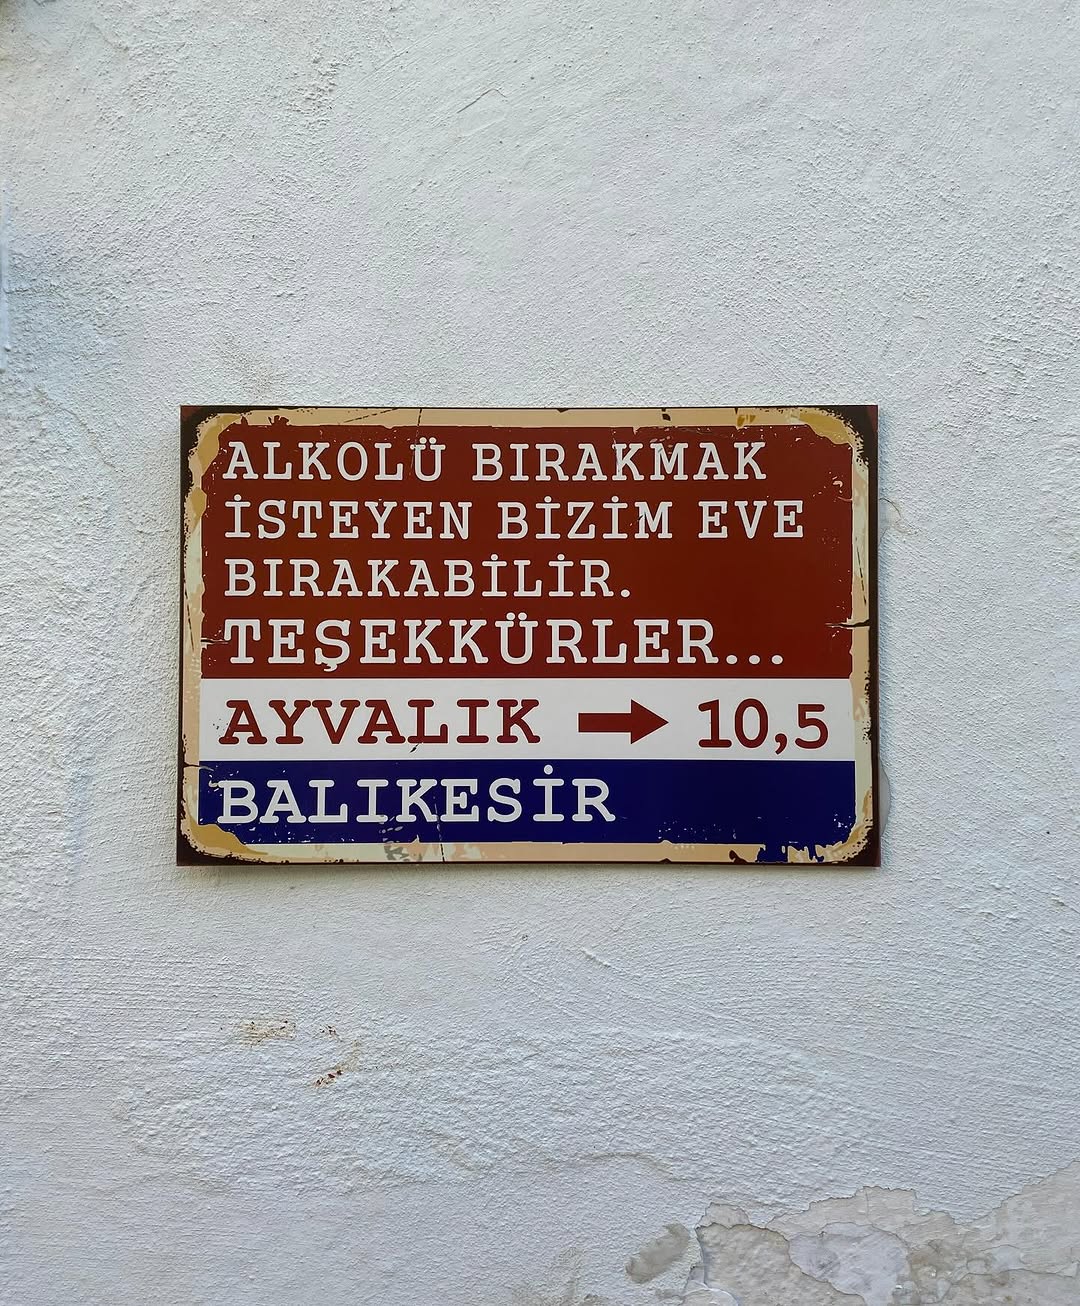 ALKOLÜ BIRAKMAK
İSTEYEN BİZİM EVE
BIRAKABİLİR.
TEŞEKKÜRLER...
AYVALIK → 10,5
BALIKESİR